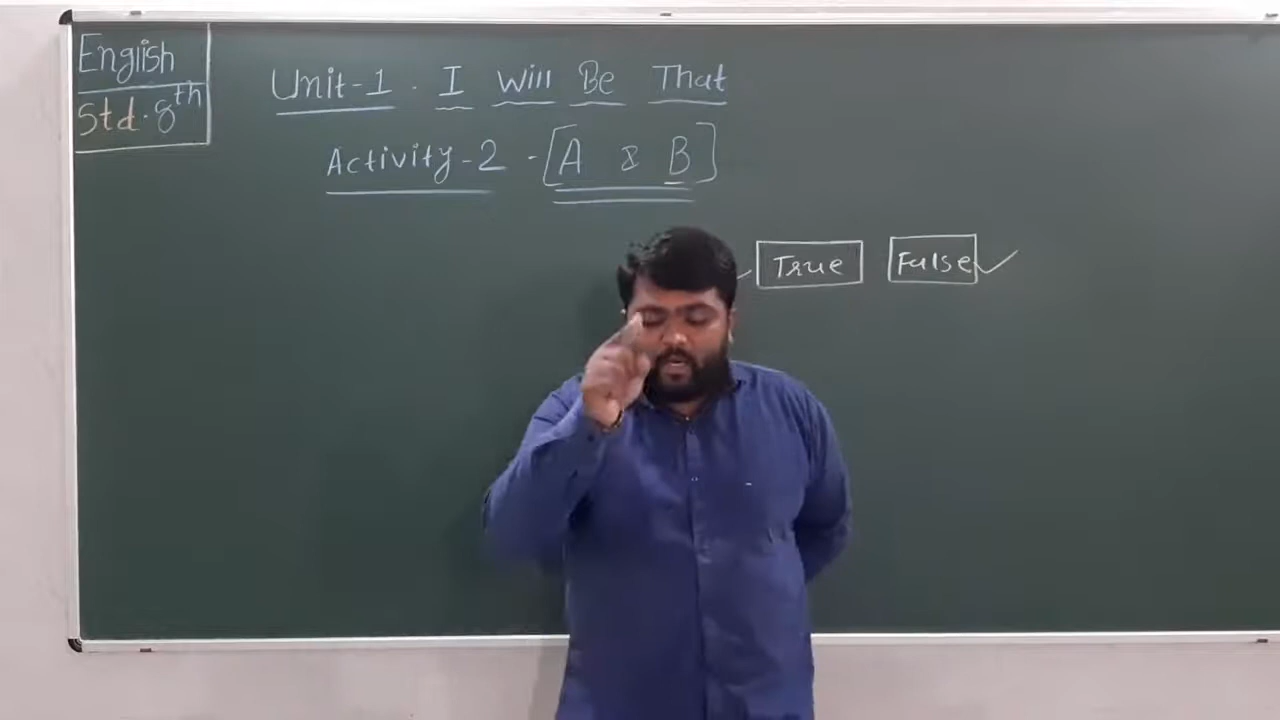 English
Std. 8th
Unit-1. I Will Be That
Activity-2 - [A & B]
True False ✓